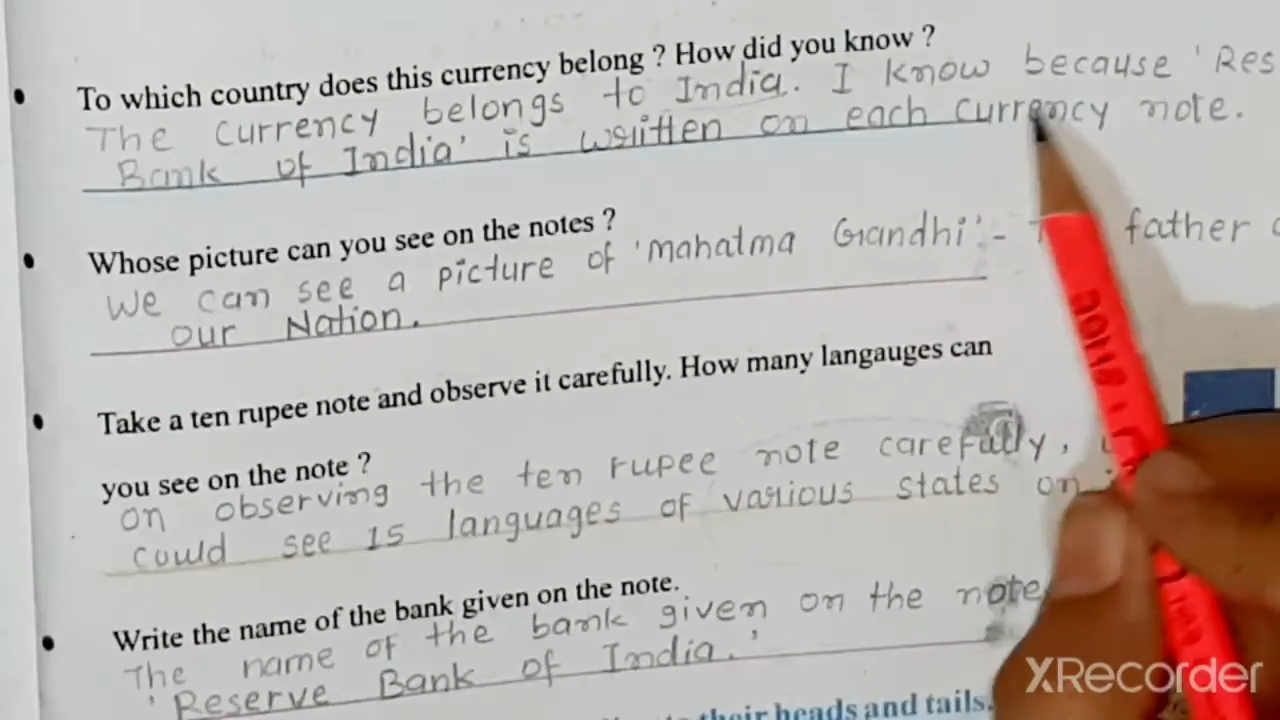 To which country does this currency belong ? How did you know ?
The currency belongs to India. I know because ' Res
Bank of India' is written on each currency note.
Whose picture can you see on the notes ?
We can see a picture of 'Mahatma Gandhi' - father
our Nation.
Take a ten rupee note and observe it carefully. How many langauges can
you see on the note ?
on observing the ten rupee note carefully,
could see 15 languages of various states on
Write the name of the bank given on the note.
The name of the bank given on the note
' Reserve Bank of India. '
their heads and tails.
XRecorder